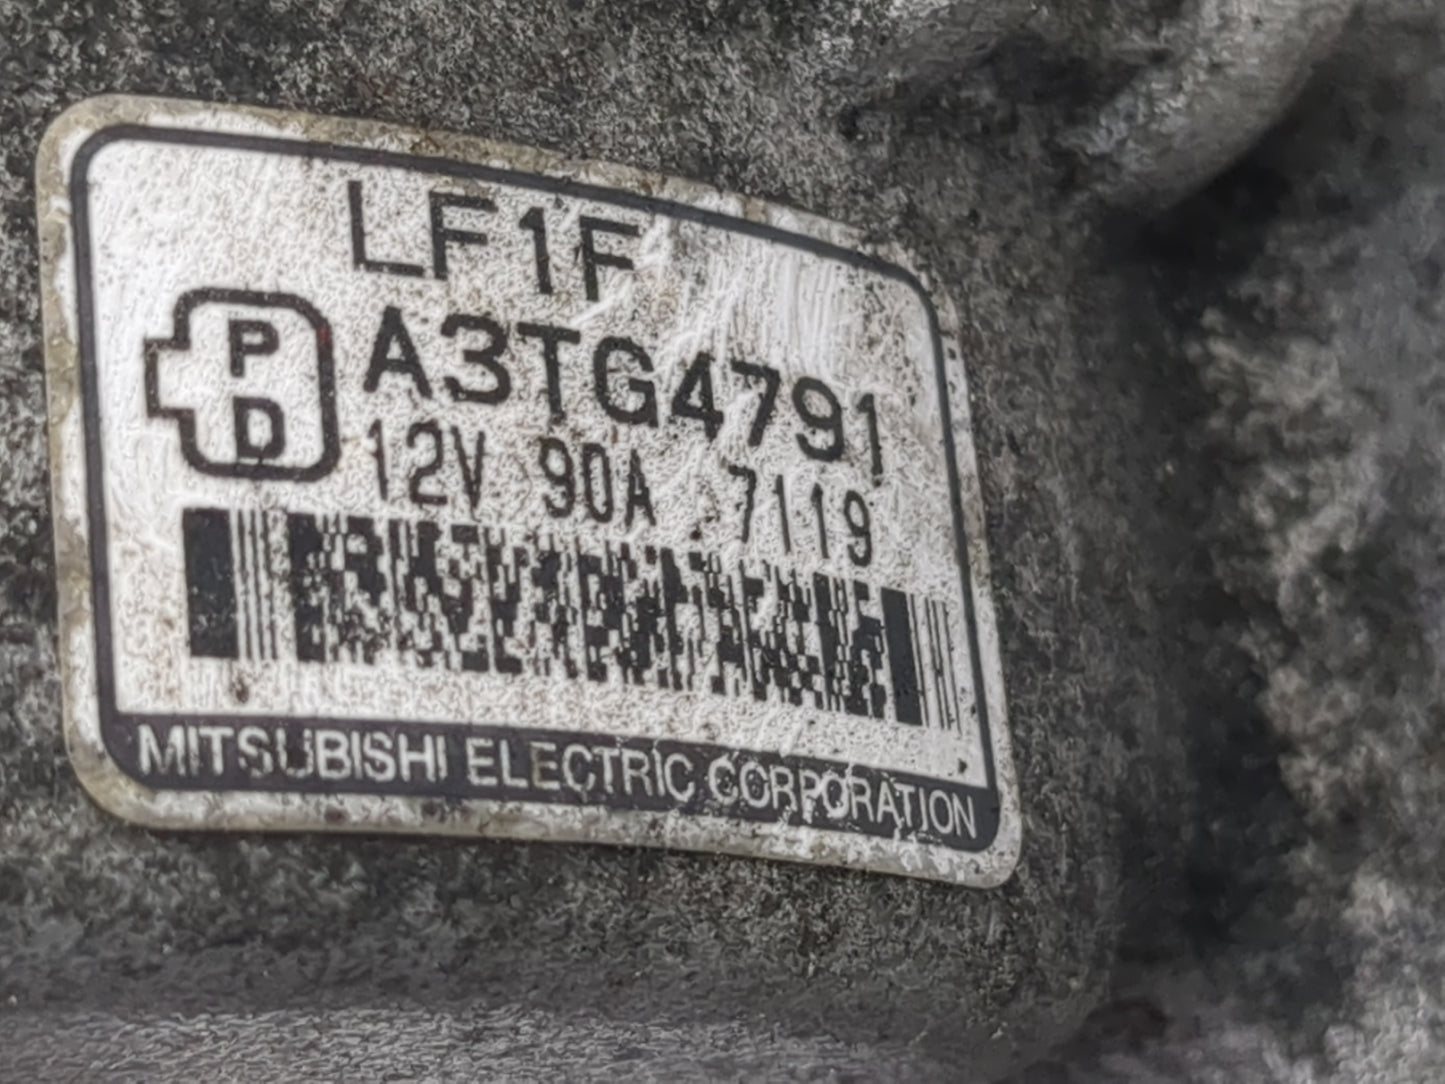 LF1F
P
D
A3TG4791
12V 90A 7119
MITSUBISHI ELECTRIC CORPORATION